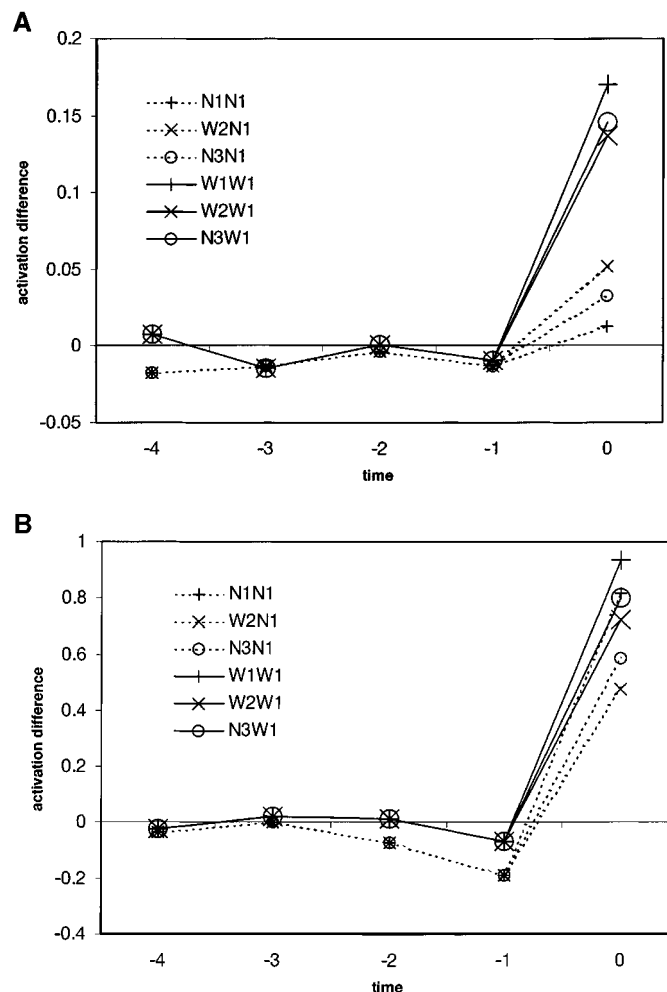 A
0.2
0.15
0.1
0.05
0
-0.05
activation difference
N1N1
W2N1
N3N1
W1W1
W2W1
N3W1
-4 -3 -2 -1 0
time
B
1
0.8
0.6
0.4
0.2
0
-0.2
-0.4
activation difference
N1N1
W2N1
N3N1
W1W1
W2W1
N3W1
-4 -3 -2 -1 0
time